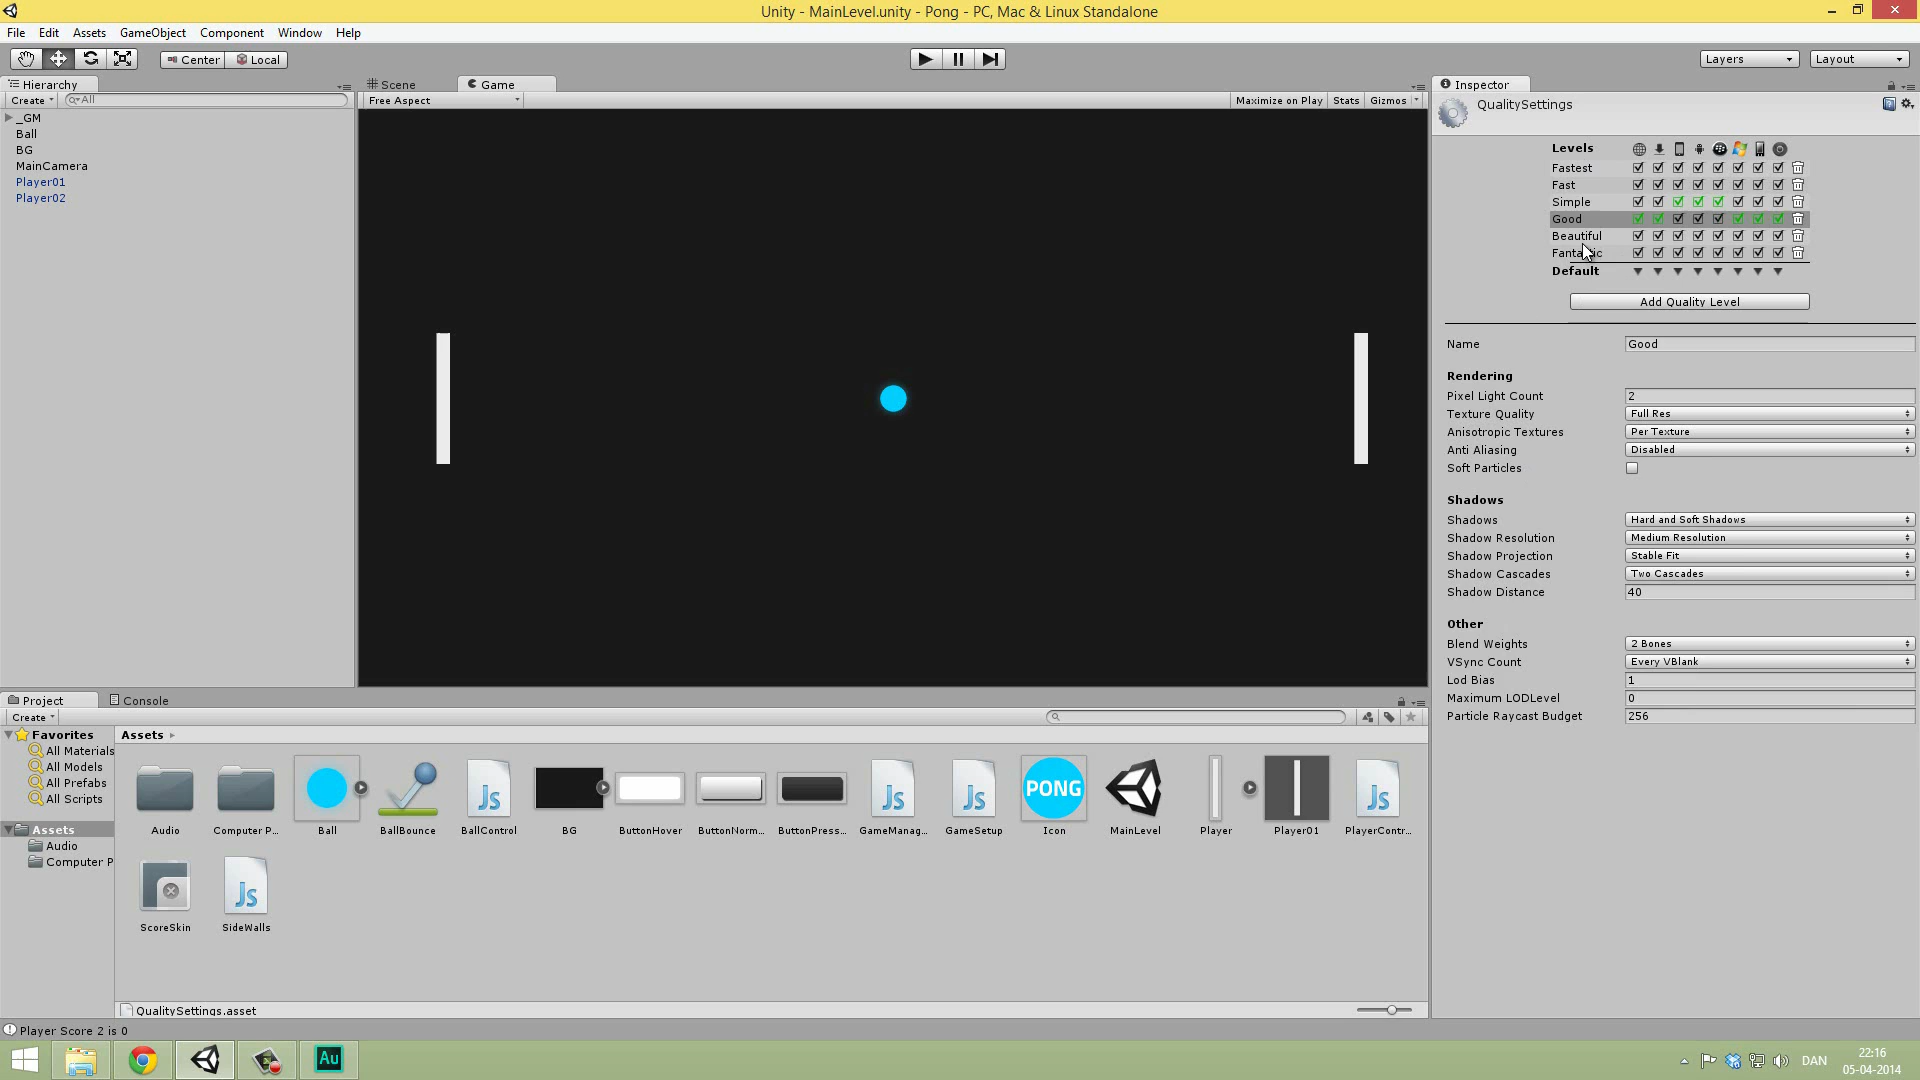 Unity - MainLevel.unity - Pong - PC, Mac & Linux Standalone
File Edit Assets GameObject Component Window Help
Center Local
Layers Layout
Hierarchy
Create All
_GM
Ball
BG
MainCamera
Player01
Player02
Scene Game
Free Aspect Maximize on Play Stats Gizmos
Inspector
QualitySettings
Levels
Fastest
Fast
Simple
Good
Beautiful
Default
Add Quality Level
Name Good
Rendering
Pixel Light Count 2
Texture Quality Full Res
Anisotropic Textures Per Texture
Anti Aliasing Disabled
Soft Particles
Shadows
Shadows Hard and Soft Shadows
Shadow Resolution Medium Resolution
Shadow Projection Stable Fit
Shadow Cascades Two Cascades
Shadow Distance 40
Other
Blend Weights 2 Bones
VSync Count Every VBlank
Lod Bias 1
Maximum LODLevel 0
Particle Raycast Budget 256
Project Console
Create
Favorites
All Materials
All Models
All Prefabs
All Scripts
Assets
Audio
Computer P
Assets
Js Js Js PONG Js
Audio Computer P... Ball BallBounce BallControl BG ButtonHover ButtonNorm... ButtonPress... GameManag... GameSetup Icon MainLevel Player Player01 PlayerContr...
Js
ScoreSkin SideWalls
QualitySettings.asset
Player Score 2 is 0
Au
DAN
22:16
05-04-2014